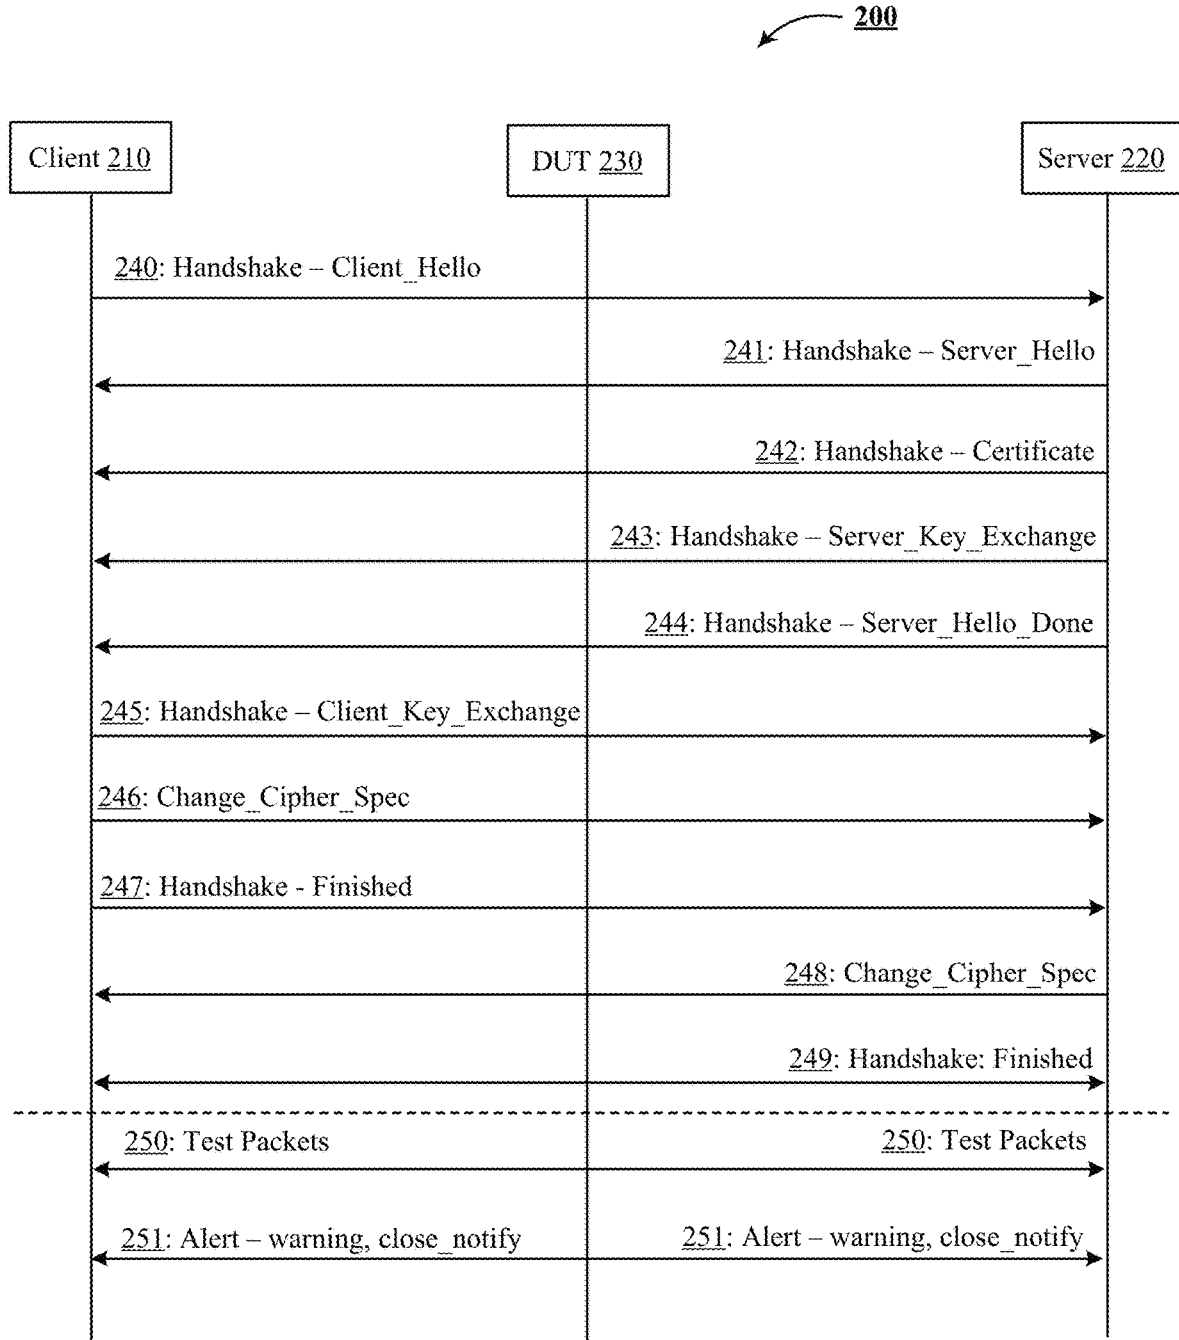 200
Client 210
DUT 230
Server 220
240: Handshake – Client_Hello
241: Handshake – Server_Hello
242: Handshake – Certificate
243: Handshake – Server_Key_Exchange
244: Handshake – Server_Hello_Done
245: Handshake – Client_Key_Exchange
246: Change_Cipher_Spec
247: Handshake - Finished
248: Change_Cipher_Spec
249: Handshake: Finished
250: Test Packets
250: Test Packets
251: Alert – warning, close_notify
251: Alert – warning, close_notify